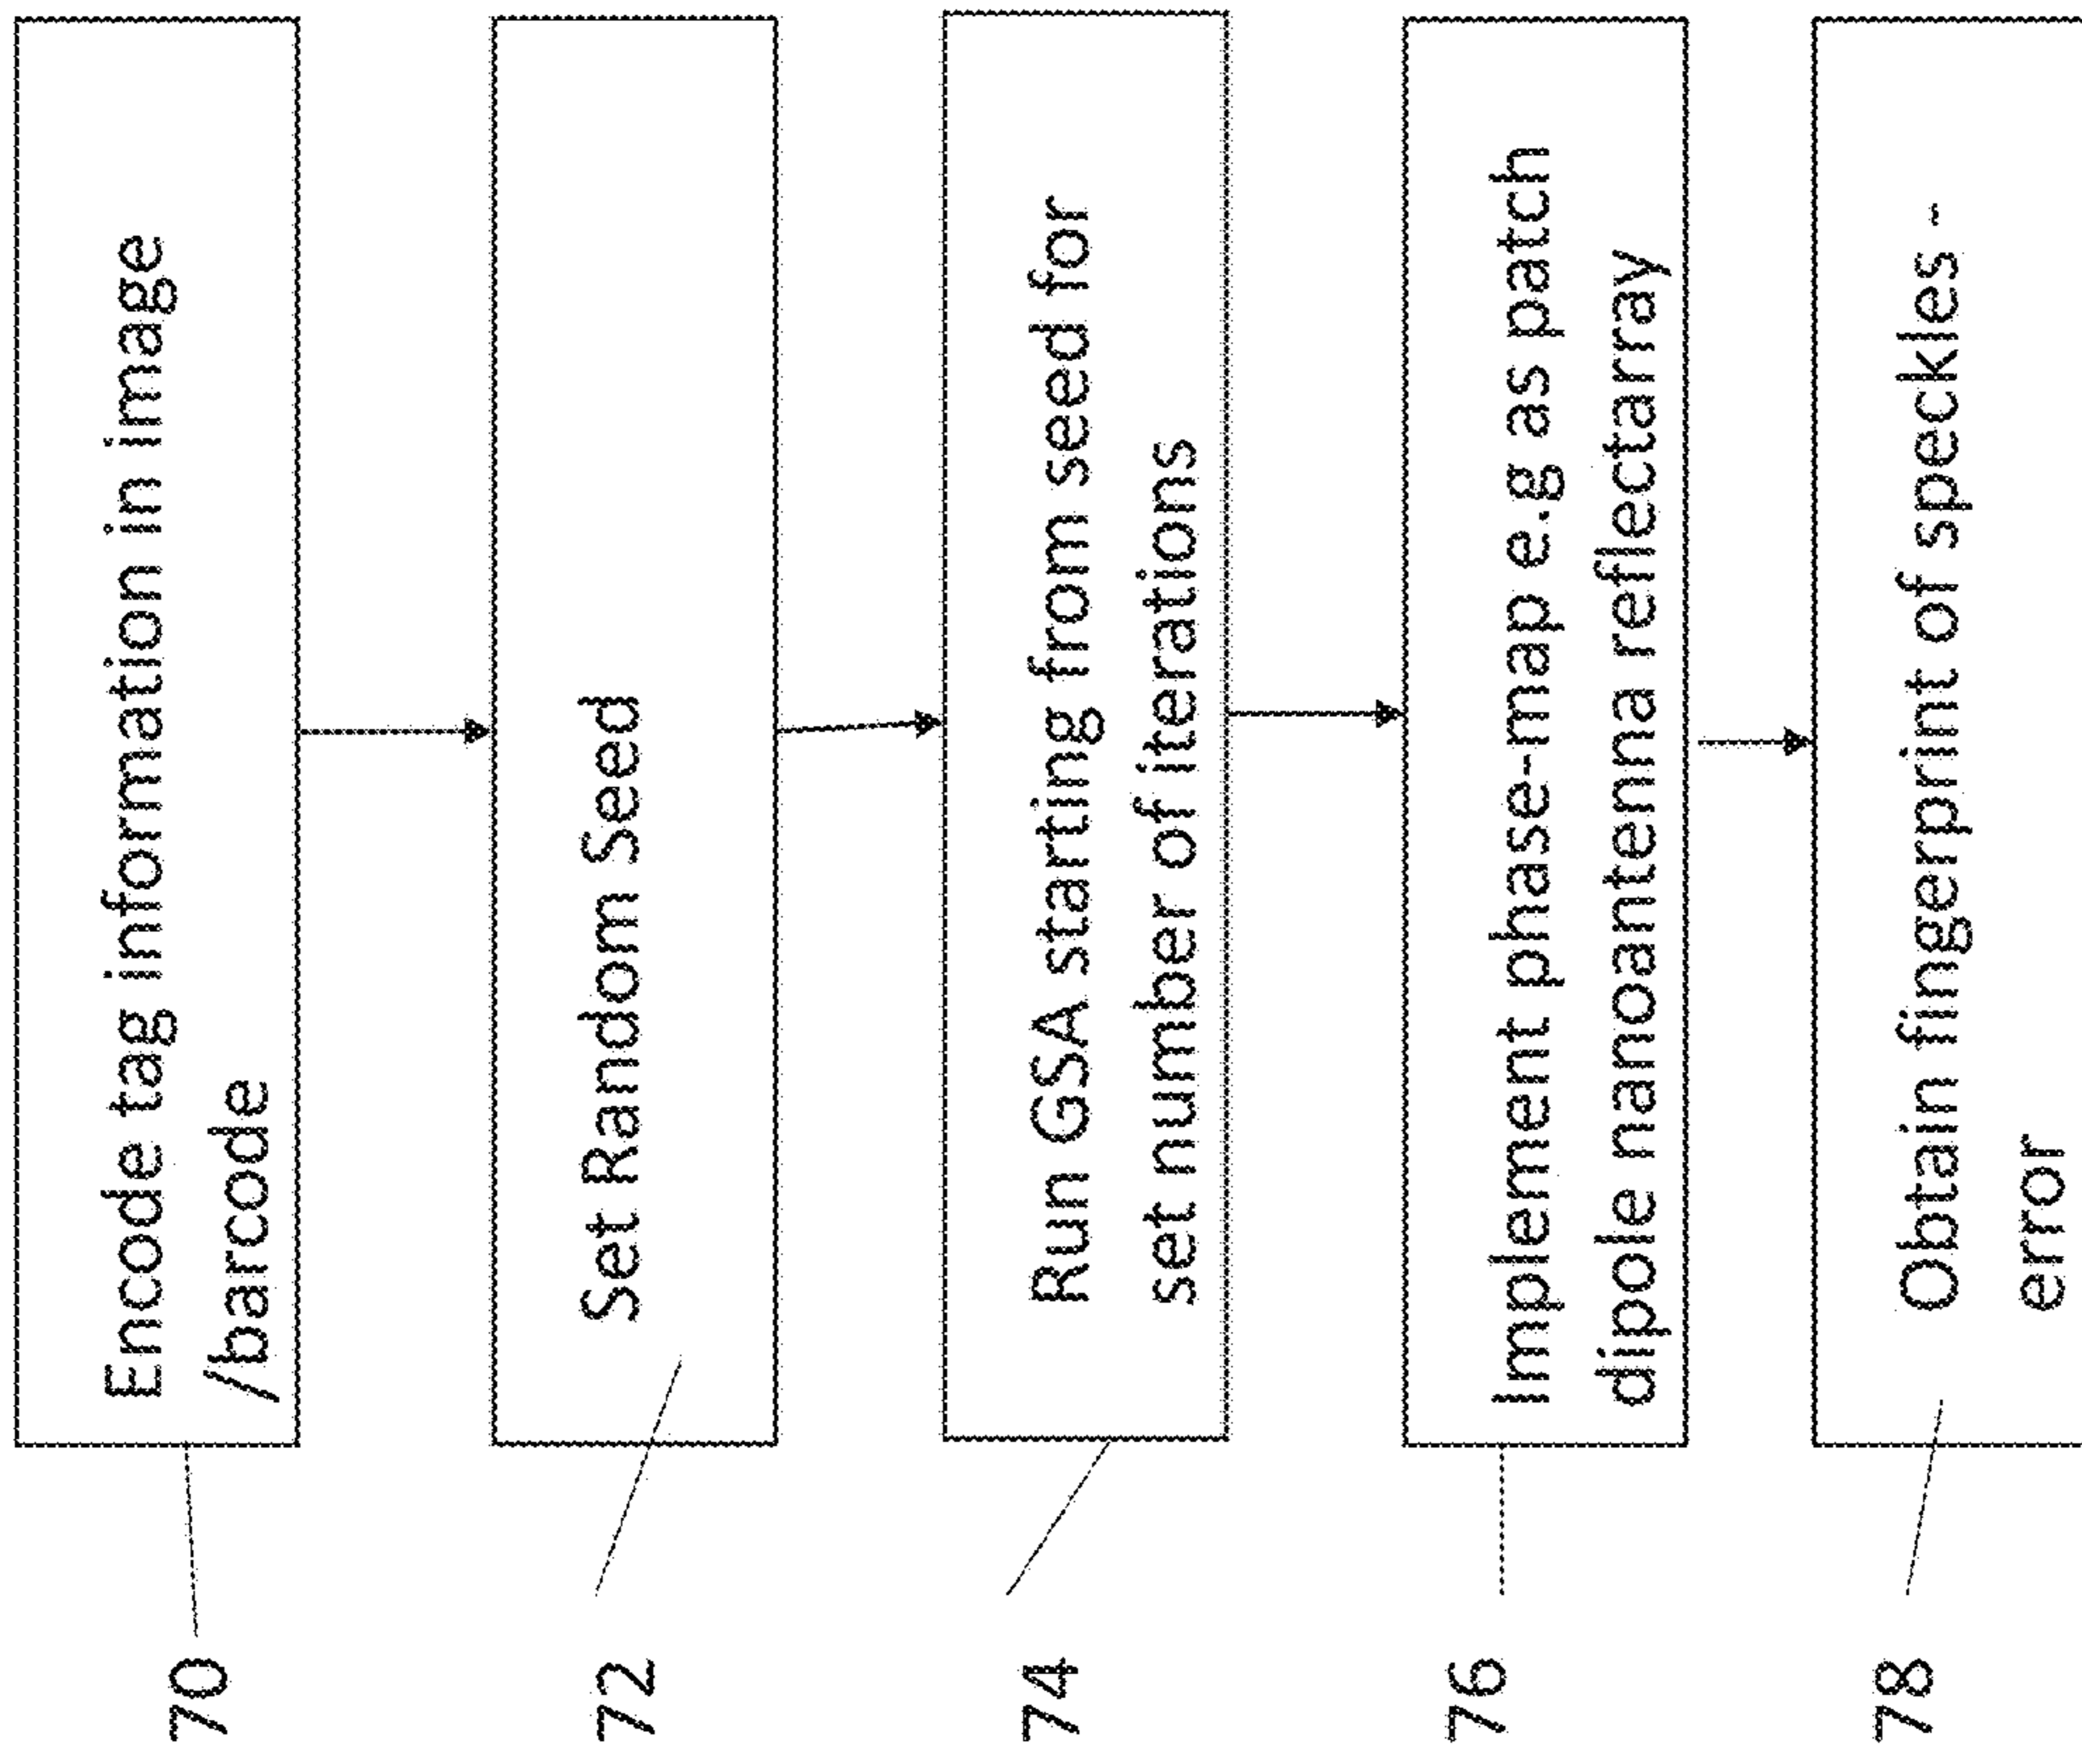 70
Encode tag information in image
/barcode
72
Set Random Seed
74
Run GSA starting from seed for
set number of iterations
76
Implement phase-map e.g as patch
dipole nanoantenna reflectarray
78
Obtain fingerprint of speckles -
error